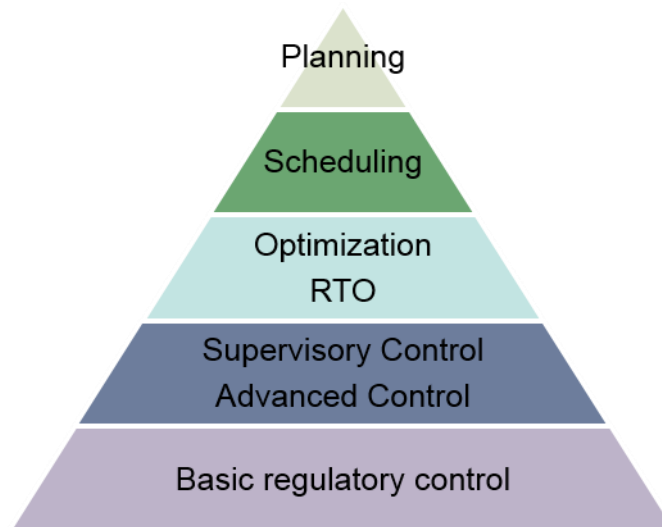 Planning
Scheduling
Optimization
RTO
Supervisory Control
Advanced Control
Basic regulatory control